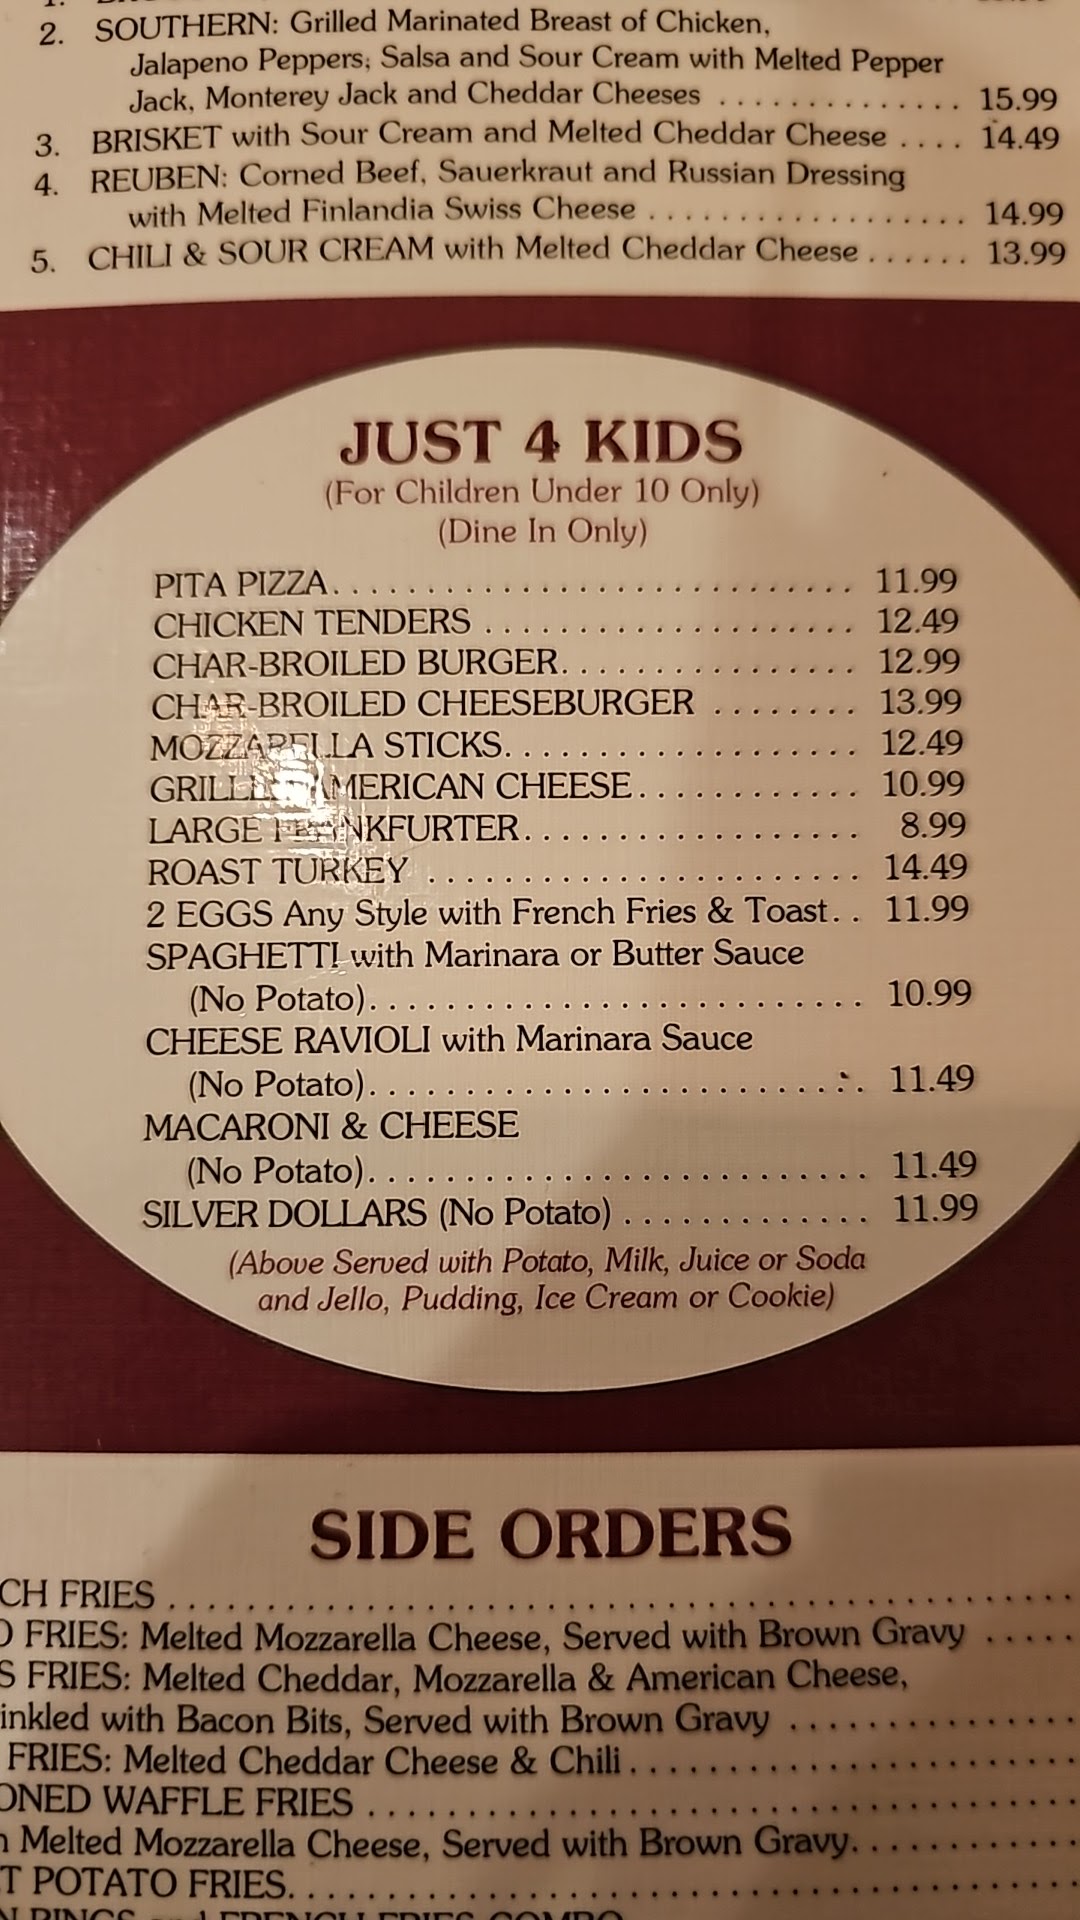 2. SOUTHERN: Grilled Marinated Breast of Chicken,
Jalapeno Peppers, Salsa and Sour Cream with Melted Pepper
Jack, Monterey Jack and Cheddar Cheeses . . . . . . . . . . . . . . 15.99
3. BRISKET with Sour Cream and Melted Cheddar Cheese . . . . 14.49
4. REUBEN: Corned Beef, Sauerkraut and Russian Dressing
with Melted Finlandia Swiss Cheese . . . . . . . . . . . . . . . . . . 14.99
5. CHILI & SOUR CREAM with Melted Cheddar Cheese . . . . . . 13.99
JUST 4 KIDS
(For Children Under 10 Only)
(Dine In Only)
PITA PIZZA. . . . . . . . . . . . . . . . . . . . . . . . . . . . . 11.99
CHICKEN TENDERS . . . . . . . . . . . . . . . . . . . . . 12.49
CHAR-BROILED BURGER. . . . . . . . . . . . . . . . . 12.99
CHAR-BROILED CHEESEBURGER . . . . . . . . 13.99
MOZZARELLA STICKS. . . . . . . . . . . . . . . . . . . . 12.49
GRILLED AMERICAN CHEESE. . . . . . . . . . . . . 10.99
LARGE FRANKFURTER. . . . . . . . . . . . . . . . . . . 8.99
ROAST TURKEY . . . . . . . . . . . . . . . . . . . . . . . . 14.49
2 EGGS Any Style with French Fries & Toast. . 11.99
SPAGHETTI with Marinara or Butter Sauce
(No Potato). . . . . . . . . . . . . . . . . . . . . . . . . . . 10.99
CHEESE RAVIOLI with Marinara Sauce
(No Potato). . . . . . . . . . . . . . . . . . . . . . . . . . . 11.49
MACARONI & CHEESE
(No Potato). . . . . . . . . . . . . . . . . . . . . . . . . . . 11.49
SILVER DOLLARS (No Potato) . . . . . . . . . . . . . 11.99
(Above Served with Potato, Milk, Juice or Soda
and Jello, Pudding, Ice Cream or Cookie)
SIDE ORDERS
CH FRIES . . . . . . . . . . . . . . . . . . . . . . . . . . . . . . . . . . .
O FRIES: Melted Mozzarella Cheese, Served with Brown Gravy . . . . .
S FRIES: Melted Cheddar, Mozzarella & American Cheese,
inkled with Bacon Bits, Served with Brown Gravy . . . . . . . . . . . . .
FRIES: Melted Cheddar Cheese & Chili . . . . . . . . . . . . . . . . . . . .
ONED WAFFLE FRIES . . . . . . . . . . . . . . . . . . . . . . . . . . . . . .
Melted Mozzarella Cheese, Served with Brown Gravy. . . . . . . . . .
T POTATO FRIES. . . . . . . . . . . . . . . . . . . . . . . . . . . . . . . . .
FRENCH FRIES COMBO